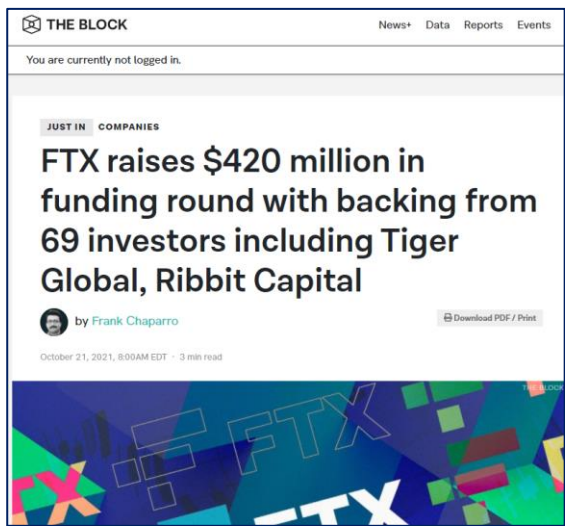 THE BLOCK
News+ Data Reports Events
You are currently not logged in.
JUST IN COMPANIES
FTX raises $420 million in
funding round with backing from
69 investors including Tiger
Global, Ribbit Capital
by Frank Chaparro
Download PDF / Print
October 21, 2021, 8:00AM EDT · 3 min read
THE BLOCK
FTX
FTX
FTX